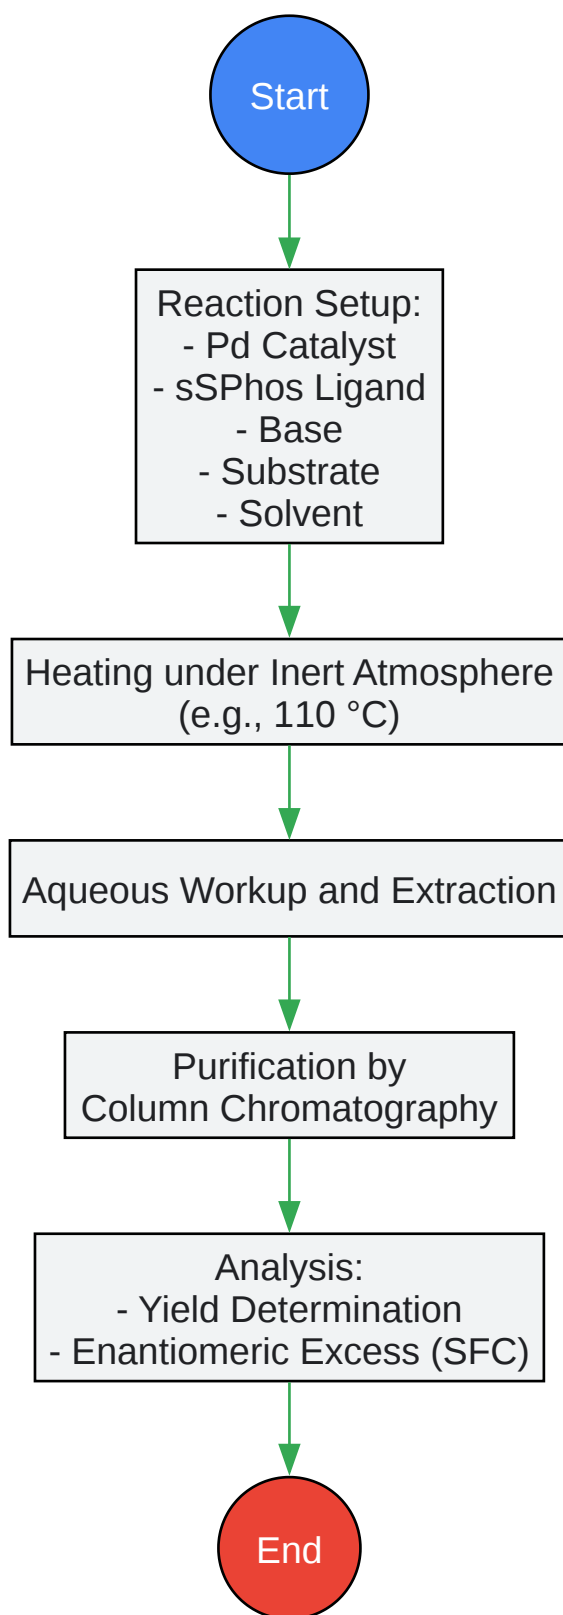 Start
Reaction Setup:
- Pd Catalyst
- sSPhos Ligand
- Base
- Substrate
- Solvent
Heating under Inert Atmosphere
(e.g., 110 °C)
Aqueous Workup and Extraction
Purification by
Column Chromatography
Analysis:
- Yield Determination
- Enantiomeric Excess (SFC)
End